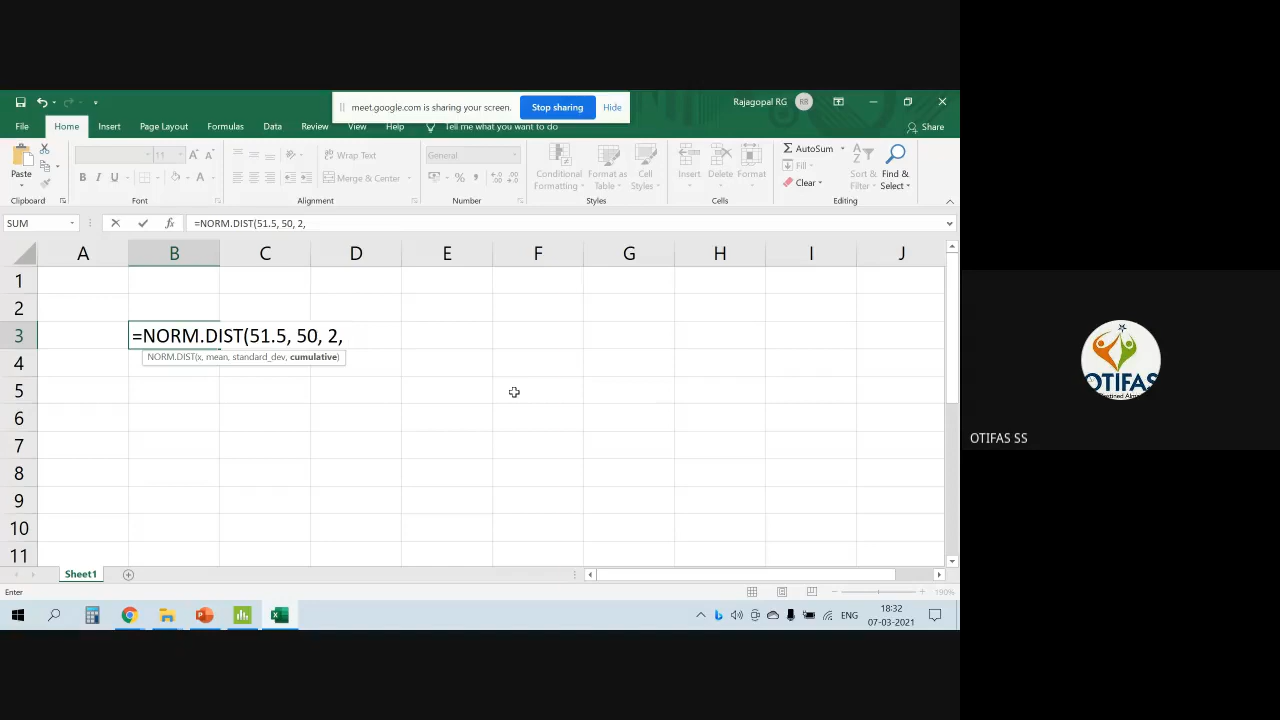 meet.google.com is sharing your screen. Stop sharing Hide
Rajagopal RG RR
File Home Insert Page Layout Formulas Data Review View Help Tell me what you want to do Share
Paste
11 A A
B I U
Wrap Text
Merge & Center
General
% ,
Conditional Formatting
Format as Table
Cell Styles
Insert Delete Format
AutoSum
Fill
Clear
Sort & Filter
Find & Select
Clipboard Font Alignment Number Styles Cells Editing
SUM fx =NORM.DIST(51.5, 50, 2,
A B C D E F G H I J
1
2
3 =NORM.DIST(51.5, 50, 2,
NORM.DIST(x, mean, standard_dev, cumulative)
4
5
6
7
8
9
10
11
Sheet1
Enter 190%
ENG 18:32
07-03-2021
OTIFAS
OTIFAS SS